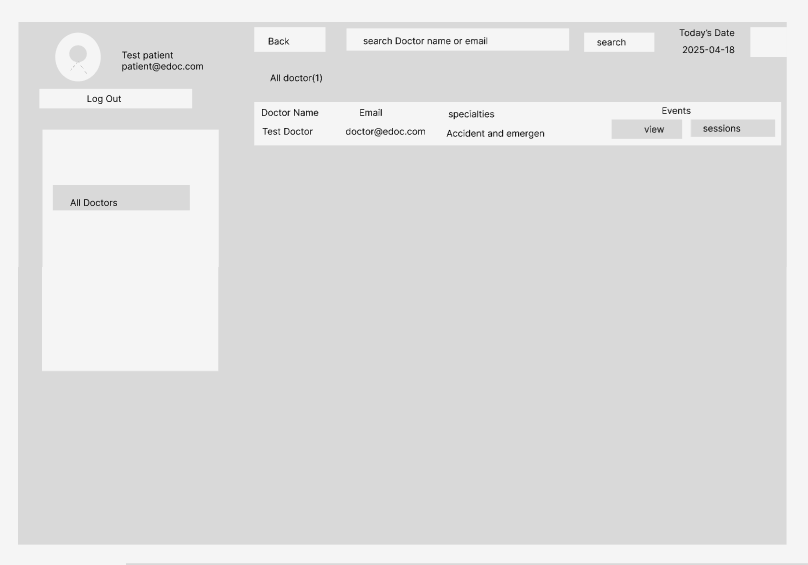 Test patient
patient@edoc.com
Log Out
All Doctors
Back
search Doctor name or email
search
Today's Date
2025-04-18
All doctor(1)
Doctor Name Email specialties Events
Test Doctor doctor@edoc.com Accident and emergen view sessions